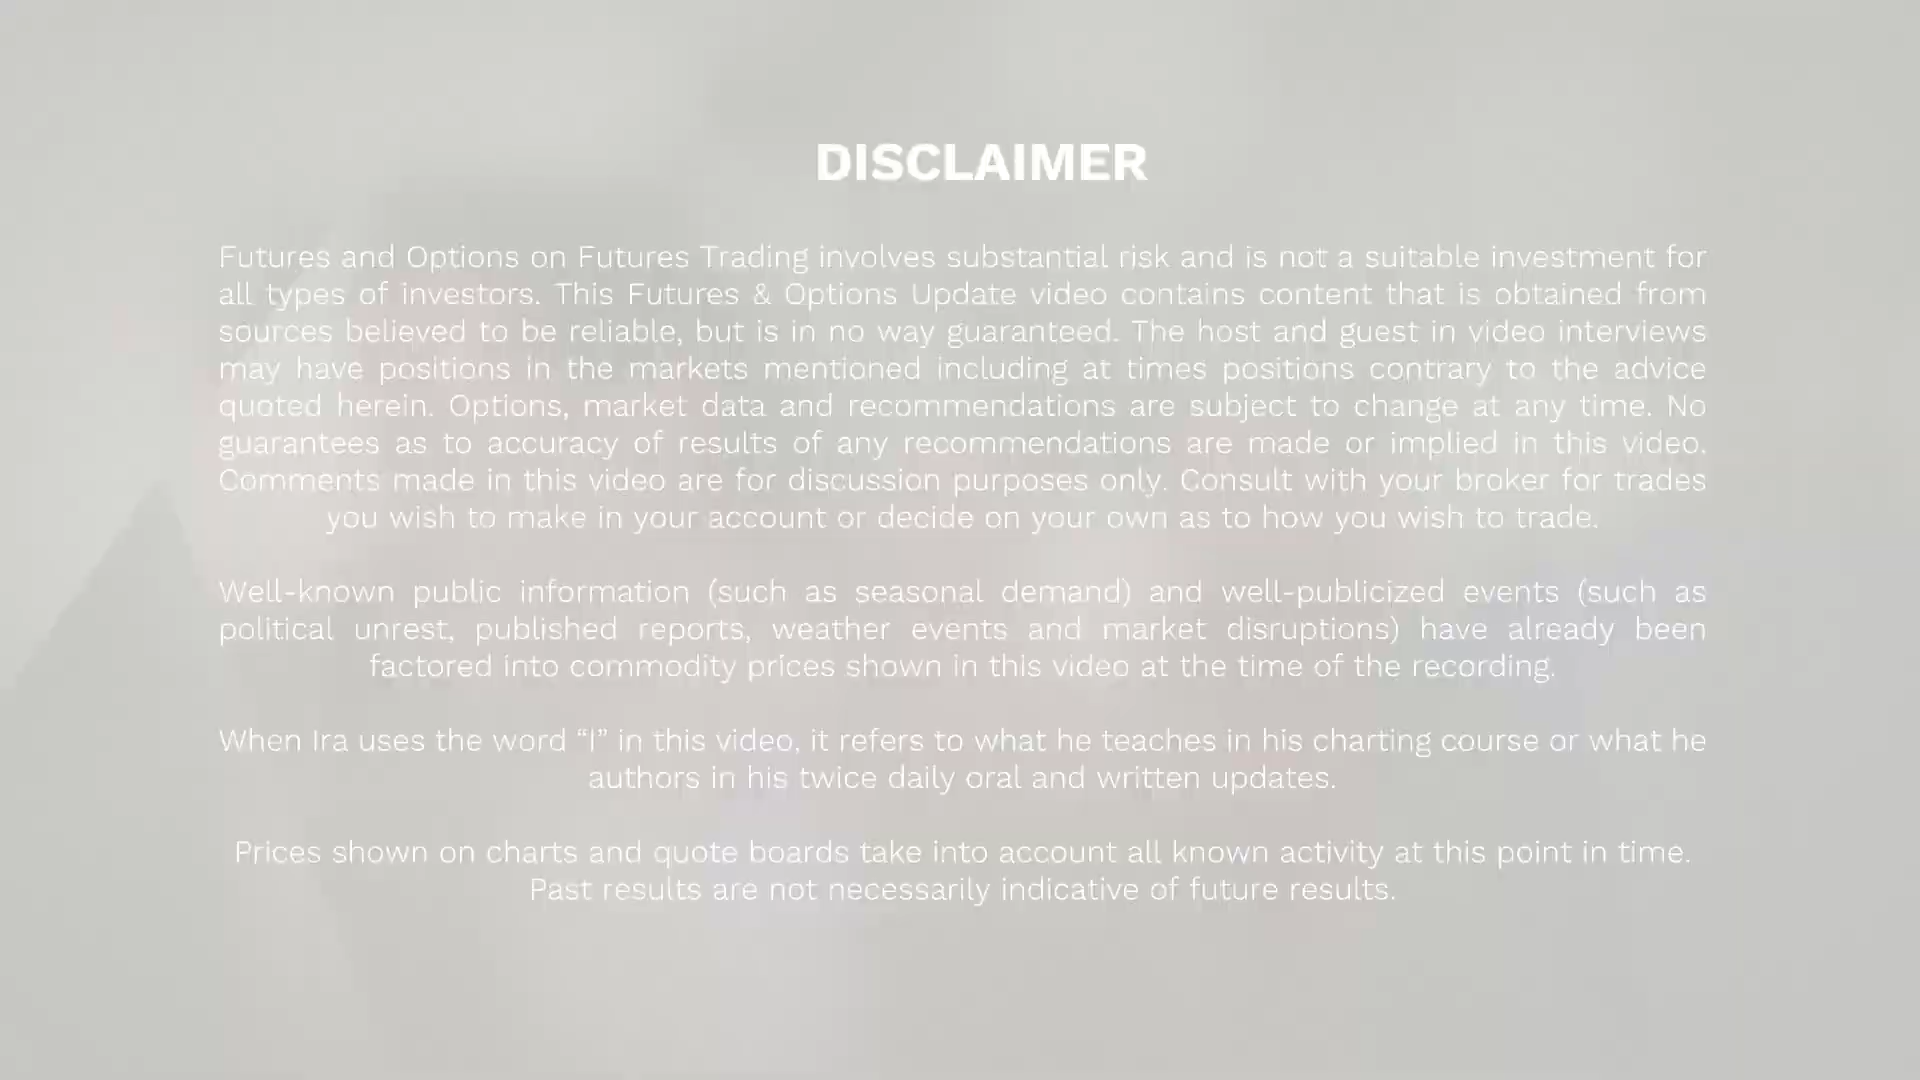 DISCLAIMER
Futures and Options on Futures Trading involves substantial risk and is not a suitable investment for
all types of investors. This Futures & Options Update video contains content that is obtained from
sources believed to be reliable, but is in no way guaranteed. The host and guest in video interviews
may have positions in the markets mentioned including at times positions contrary to the advice
quoted herein. Options, market data and recommendations are subject to change at any time. No
guarantees as to accuracy of results of any recommendations are made or implied in this video.
Comments made in this video are for discussion purposes only. Consult with your broker for trades
you wish to make in your account or decide on your own as to how you wish to trade.
Well-known public information (such as seasonal demand) and well-publicized events (such as
political unrest, published reports, weather events and market disruptions) have already been
factored into commodity prices shown in this video at the time of the recording.
When Ira uses the word “I” in this video, it refers to what he teaches in his charting course or what he
authors in his twice daily oral and written updates.
Prices shown on charts and quote boards take into account all known activity at this point in time.
Past results are not necessarily indicative of future results.